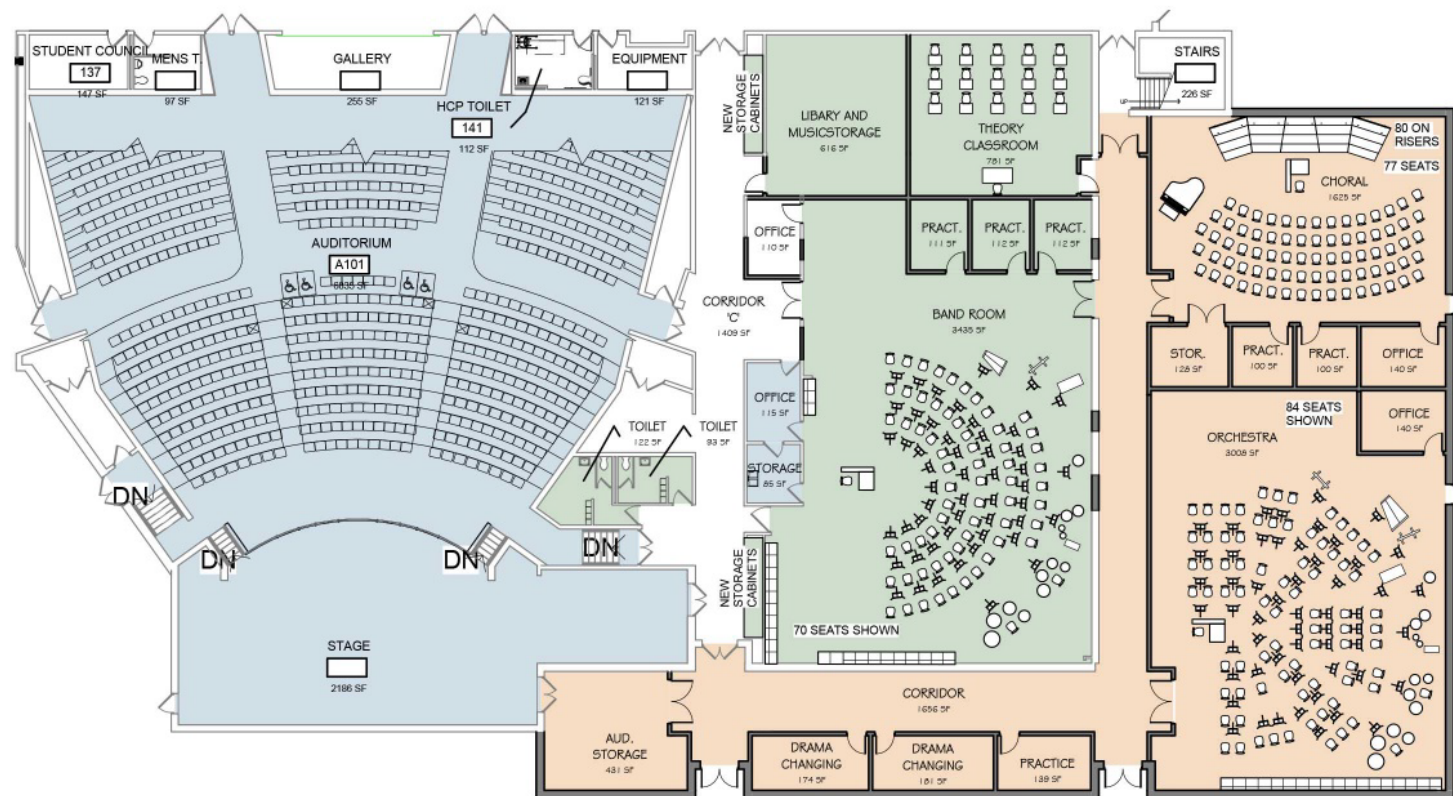 STUDENT COUNCIL
137
147 SF
MENS T.
97 SF
GALLERY
255 SF
HCP TOILET
141
112 SF
EQUIPMENT
121 SF
NEW
STORAGE
CABINETS
LIBARY AND
MUSICSTORAGE
616 SF
THEORY
CLASSROOM
781 SF
STAIRS
226 SF
UP
80 ON
RISERS
77 SEATS
CHORAL
1625 SF
AUDITORIUM
A101
6835 SF
OFFICE
110 SF
PRACT.
111 SF
PRACT.
112 SF
PRACT.
112 SF
CORRIDOR
'C'
1409 SF
BAND ROOM
3435 SF
STOR.
128 SF
PRACT.
100 SF
PRACT.
100 SF
OFFICE
140 SF
OFFICE
115 SF
84 SEATS
SHOWN
OFFICE
140 SF
ORCHESTRA
3008 SF
TOILET
122 SF
TOILET
93 SF
STORAGE
85 SF
DN
DN
DN
DN
NEW
STORAGE
CABINETS
70 SEATS SHOWN
STAGE
2186 SF
CORRIDOR
1656 SF
AUD.
STORAGE
431 SF
DRAMA
CHANGING
174 SF
DRAMA
CHANGING
181 SF
PRACTICE
139 SF